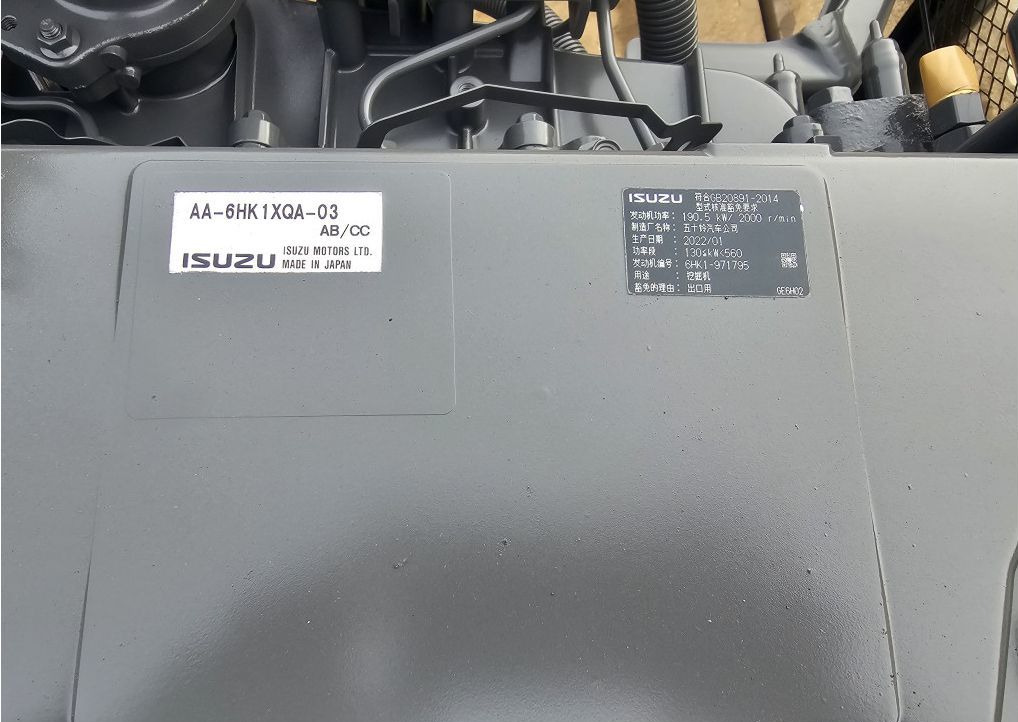 AA-6HK1XQA-03
AB/CC
ISUZU ISUZU MOTORS LTD.
MADE IN JAPAN
ISUZU 符合GB20891-2014
型式核准豁免要求
发动机功率: 190.5 kW/ 2000 r/min
制造厂名称: 五十铃汽车公司
生产日期 : 2022/01
功率段 : 130≤kW<560
发动机编号: 6HK1-971795
用途 : 挖掘机
豁免的理由: 出口用
GE6H02